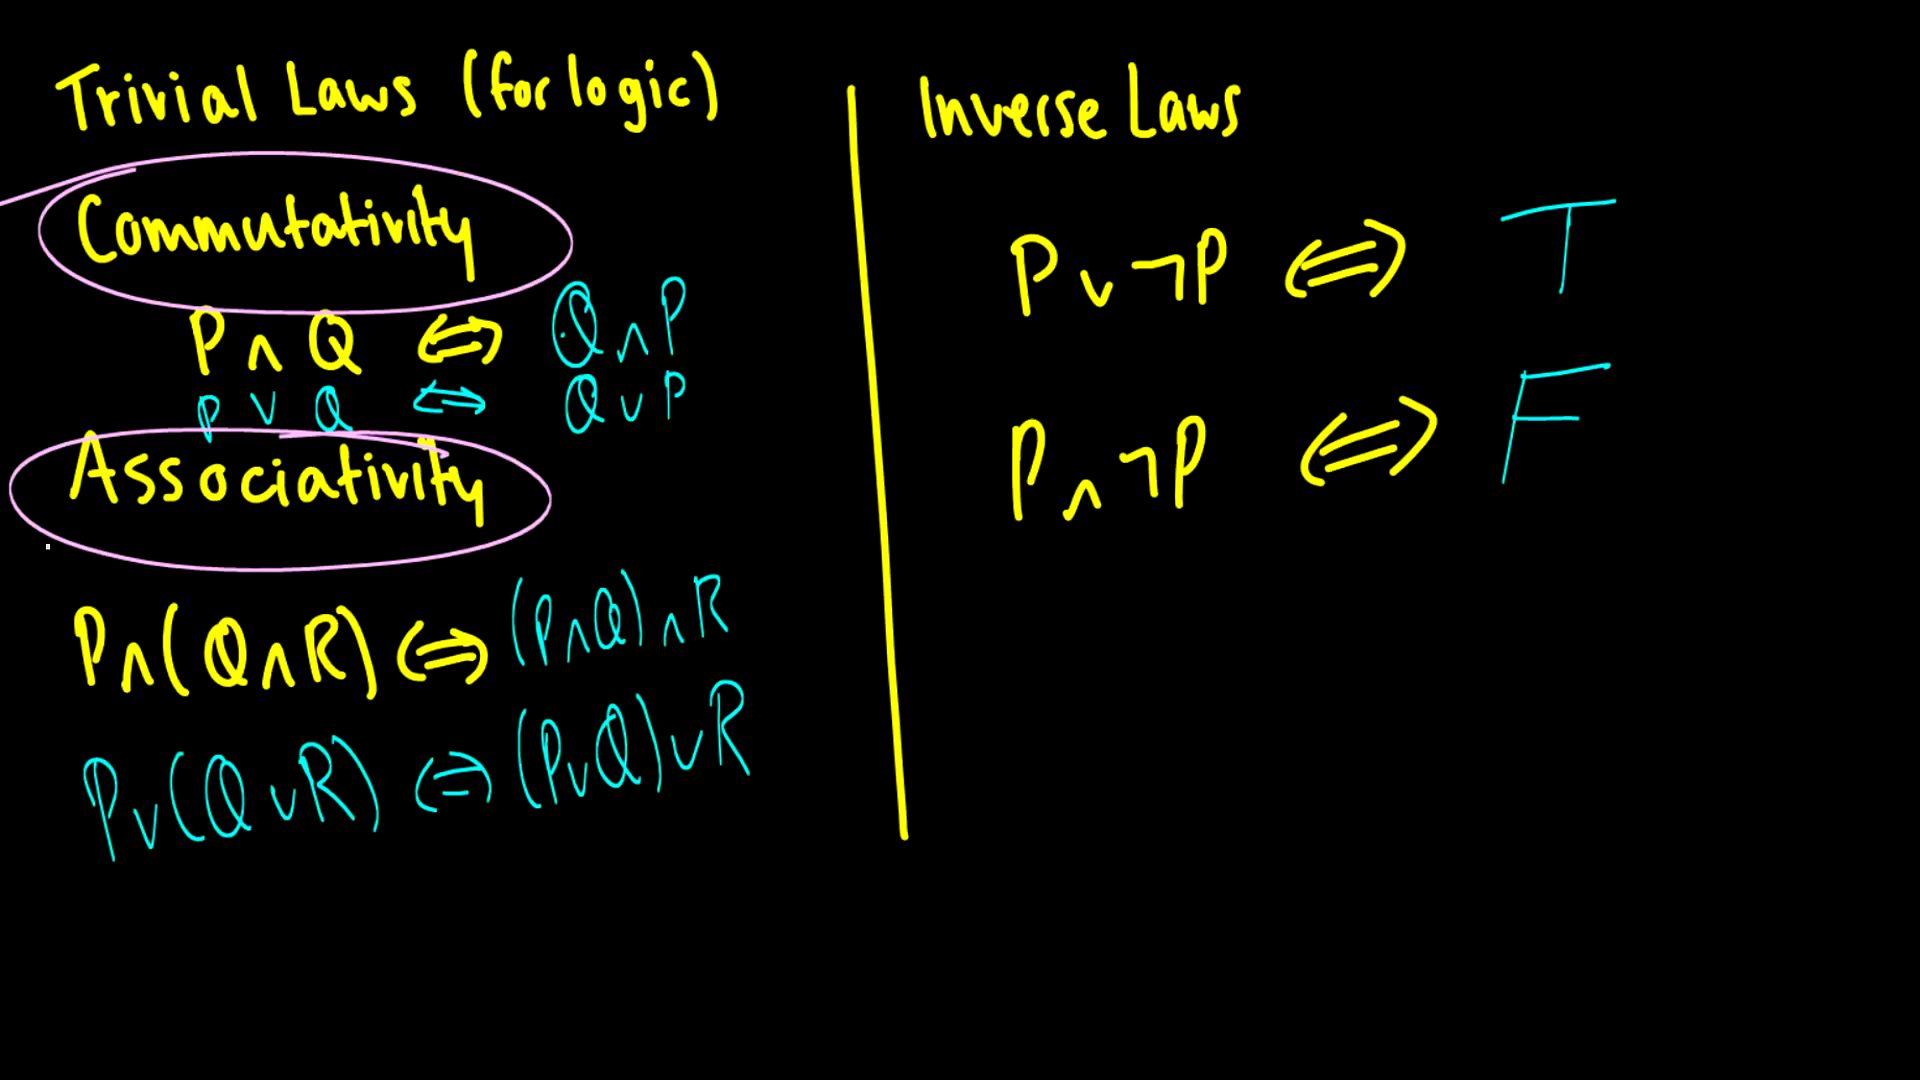 Trivial Laws (for logic)
Commutativity
P ∧ Q ⇔ Q ∧ P
P ∨ Q ⇔ Q ∨ P
Associativity
P ∧ (Q ∧ R) ⇔ (P ∧ Q) ∧ R
P ∨ (Q ∨ R) ⇔ (P ∨ Q) ∨ R
Inverse Laws
P ∨ ¬P ⇔ T
P ∧ ¬P ⇔ F